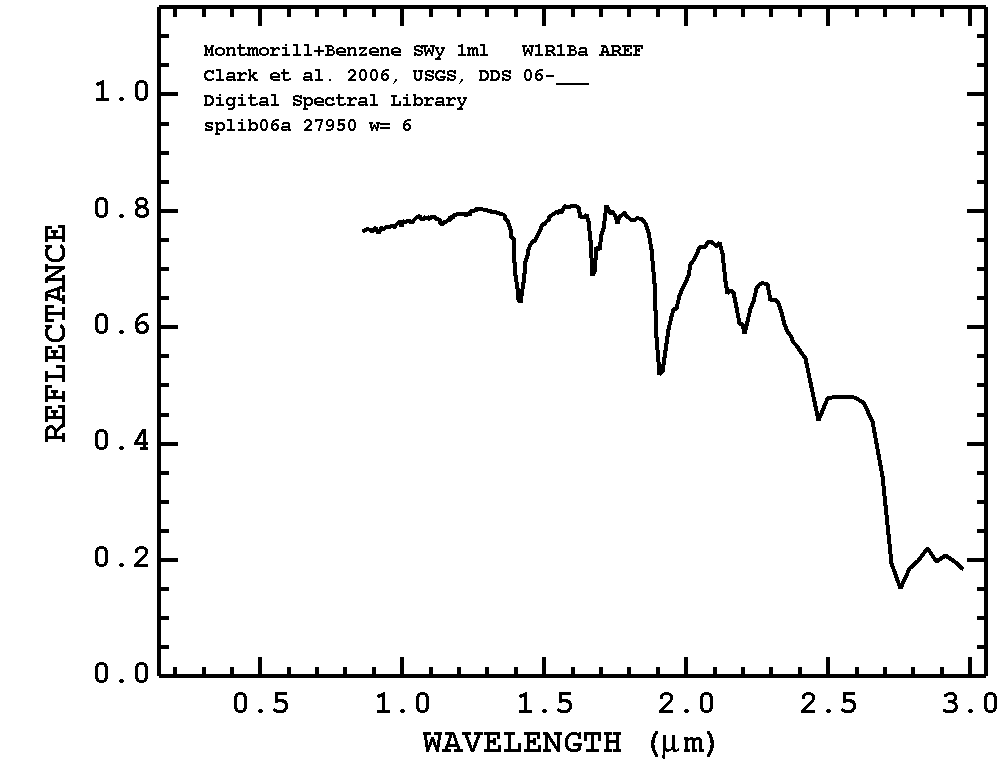 Montmorill+Benzene SWy 1ml   W1R1Ba AREF
Clark et al. 2006, USGS, DDS 06-___
Digital Spectral Library
splib06a 27950 w= 6
1.0
0.8
0.6
0.4
0.2
0.0
REFLECTANCE
0.5 1.0 1.5 2.0 2.5 3.0
WAVELENGTH (μm)